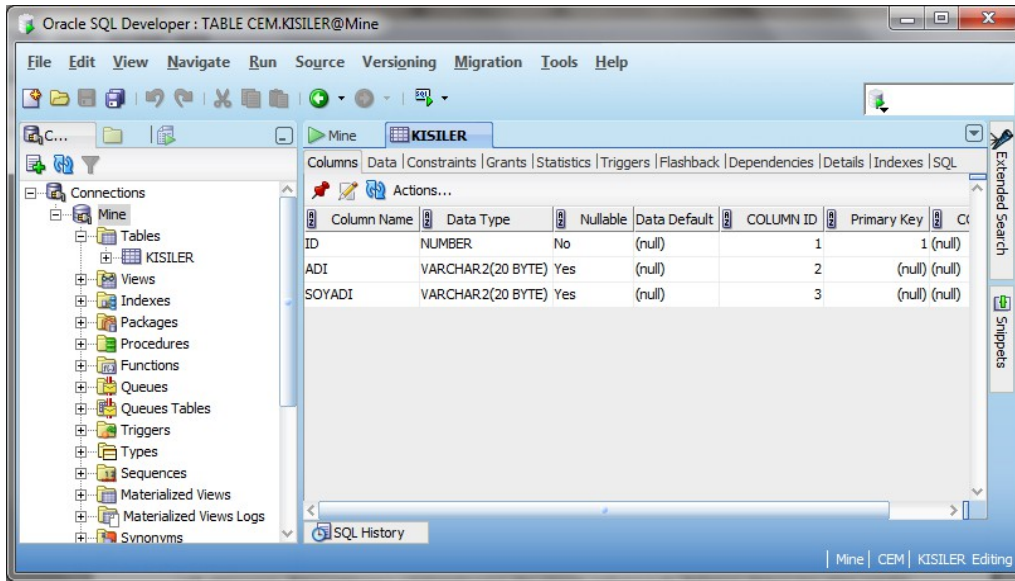 Oracle SQL Developer : TABLE CEM.KISILER@Mine
File Edit View Navigate Run Source Versioning Migration Tools Help
C...
Mine KISILER
Columns Data | Constraints | Grants | Statistics | Triggers | Flashback | Dependencies | Details | Indexes | SQL
Actions...
Column Name Data Type Nullable Data Default COLUMN ID Primary Key
ID NUMBER No (null) 1 1 (null)
ADI VARCHAR2(20 BYTE) Yes (null) 2 (null) (null)
SOYADI VARCHAR2(20 BYTE) Yes (null) 3 (null) (null)
Connections
Mine
Tables
KISILER
Views
Indexes
Packages
Procedures
Functions
Queues
Queues Tables
Triggers
Types
Sequences
Materialized Views
Materialized Views Logs
Synonyms
SQL History
Extended Search
Snippets
Mine | CEM | KISILER Editing